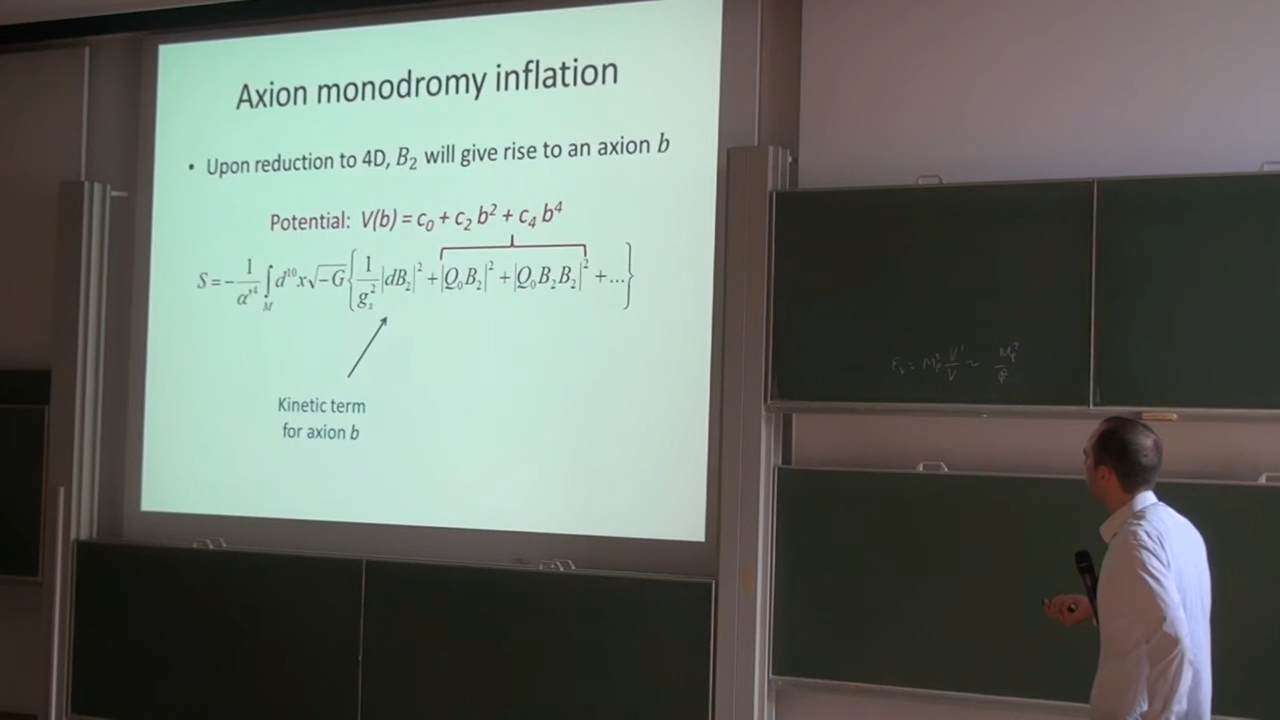 Axion monodromy inflation
• Upon reduction to 4D, B₂ will give rise to an axion b
Potential: V(b) = c₀ + c₂ b² + c₄ b⁴
S = -1/α'⁴ ∫_M d¹⁰x√-G { 1/g_s² |dB₂|² + |Q₀B₂|² + |Q₀B₂B₂|² + ... }
Kinetic term
for axion b